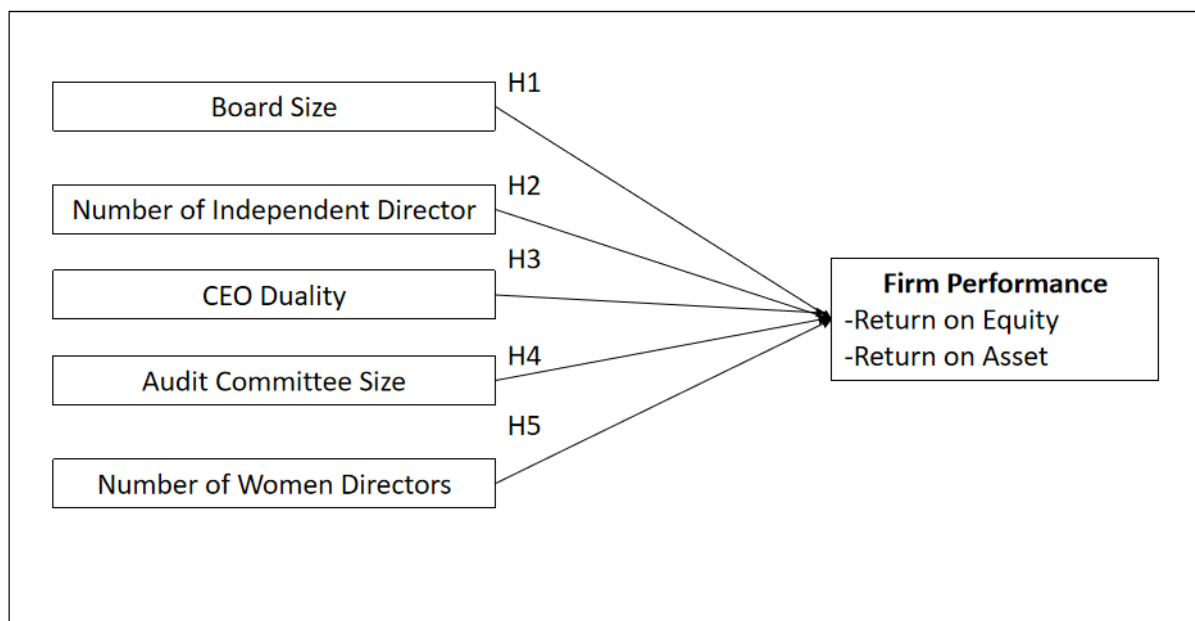 H1
Board Size
H2
Number of Independent Director
H3
CEO Duality
Firm Performance
-Return on Equity
-Return on Asset
H4
Audit Committee Size
H5
Number of Women Directors